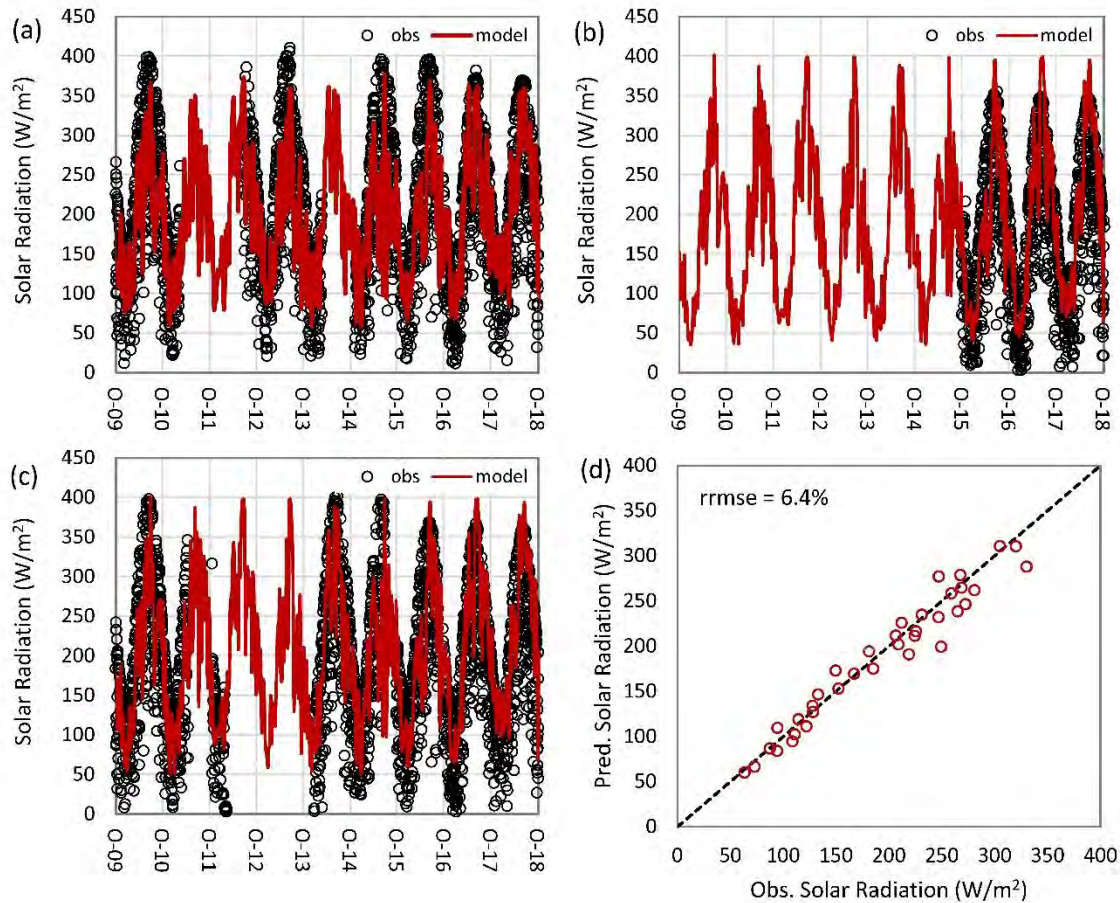 (a)
obs model
Solar Radiation (W/m²)
450
400
350
300
250
200
150
100
50
0
O-09
O-10
O-11
O-12
O-13
O-14
O-15
O-16
O-17
O-18
(b)
obs model
Solar Radiation (W/m²)
450
400
350
300
250
200
150
100
50
0
O-09
O-10
O-11
O-12
O-13
O-14
O-15
O-16
O-17
O-18
(c)
obs model
Solar Radiation (W/m²)
450
400
350
300
250
200
150
100
50
0
O-09
O-10
O-11
O-12
O-13
O-14
O-15
O-16
O-17
O-18
(d)
rrmse = 6.4%
Pred. Solar Radiation (W/m²)
400
350
300
250
200
150
100
50
0
0 50 100 150 200 250 300 350 400
Obs. Solar Radiation (W/m²)